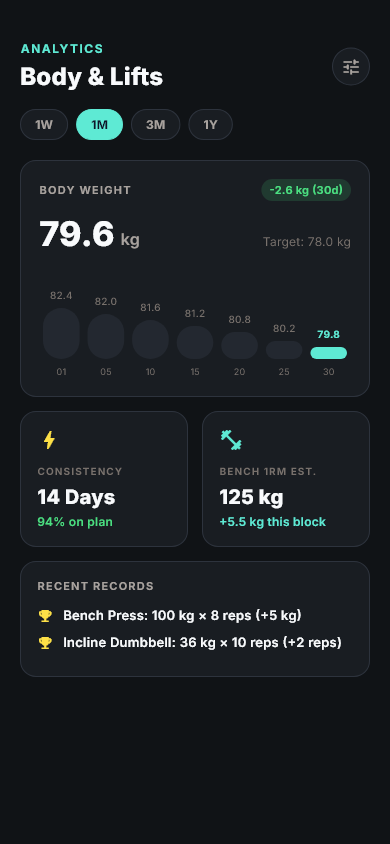 ANALYTICS
Body & Lifts
1W 1M 3M 1Y
BODY WEIGHT -2.6 kg (30d)
79.6 kg Target: 78.0 kg
82.4 82.0 81.6 81.2 80.8 80.2 79.8
01 05 10 15 20 25 30
CONSISTENCY
14 Days
94% on plan
BENCH 1RM EST.
125 kg
+5.5 kg this block
RECENT RECORDS
Bench Press: 100 kg × 8 reps (+5 kg)
Incline Dumbbell: 36 kg × 10 reps (+2 reps)